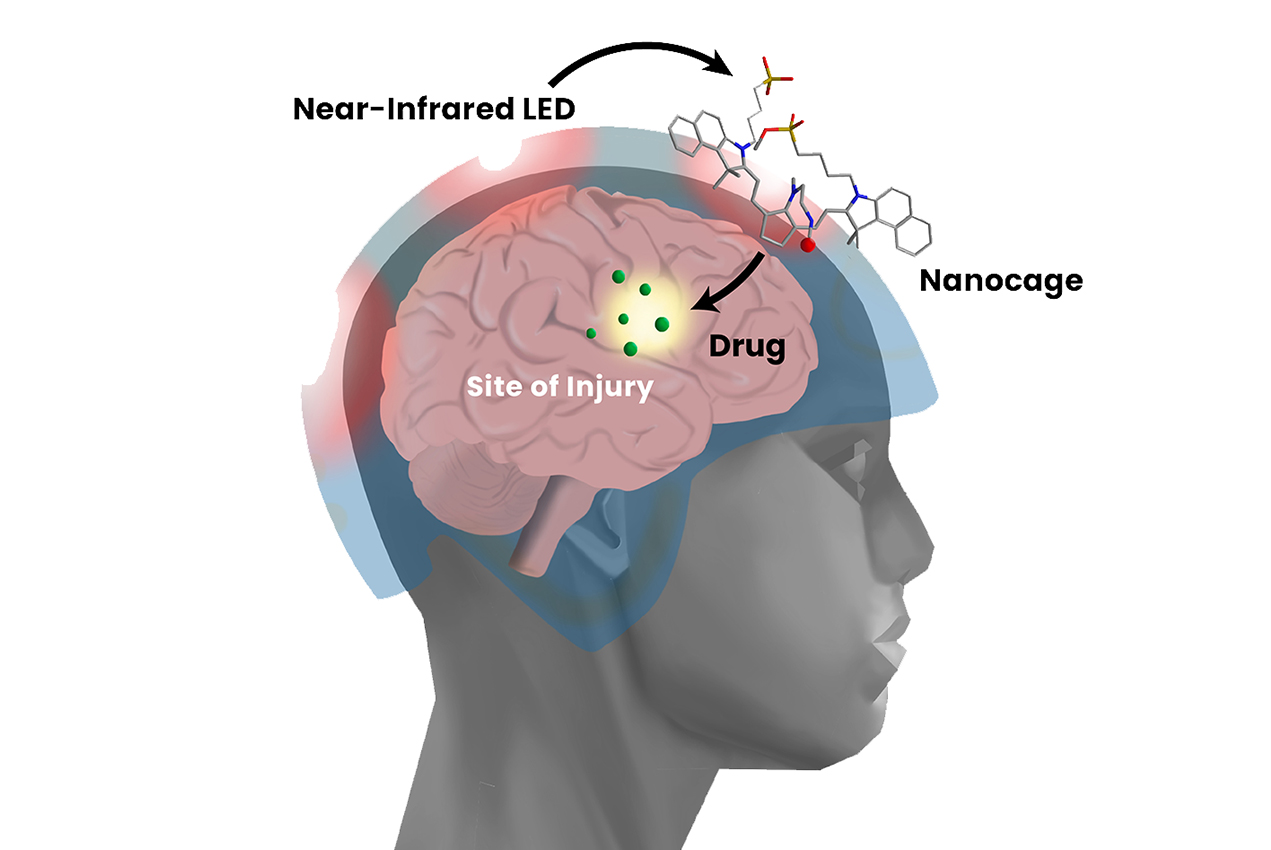 Near-Infrared LED
Nanocage
Drug
Site of Injury